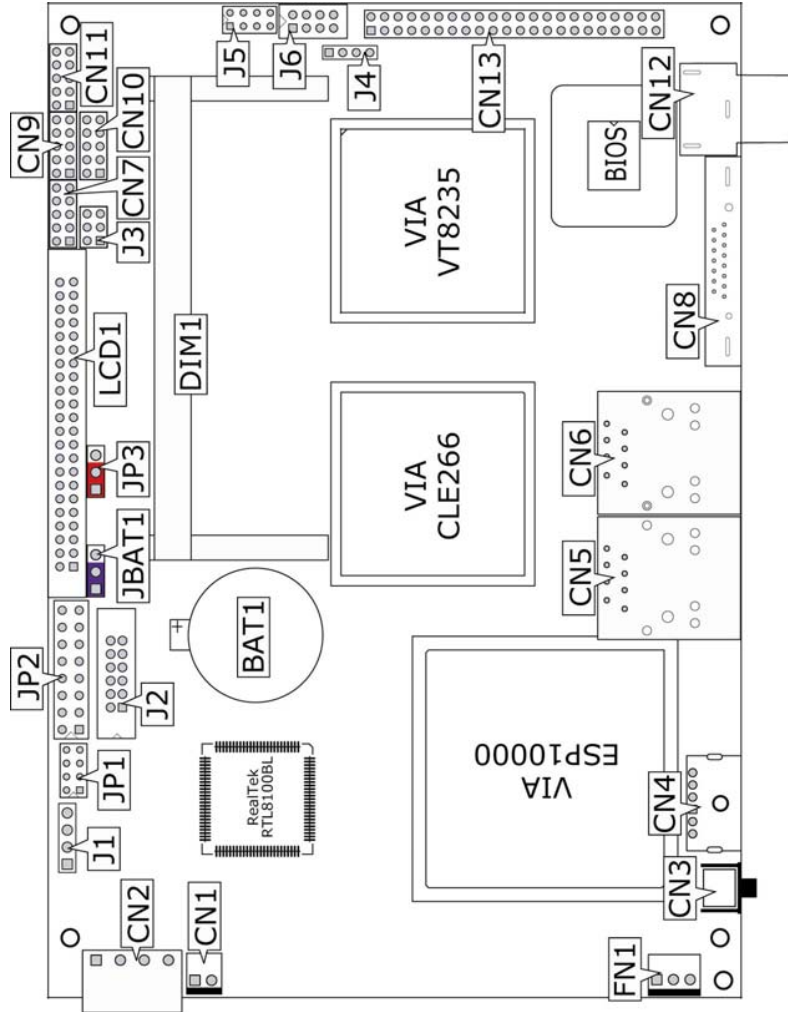 J5
J6
J4
CN13
CN11
CN9
CN10
CN7
J3
CN12
BIOS
VIA
VT8235
LCD1
DIM1
CN8
JP3
VIA
CLE266
CN6
JBAT1
CN5
JP2
J2
+
BAT1
JP1
RealTek
RTL8100BL
VIA
ESP10000
CN4
J1
CN3
CN2
CN1
FN1